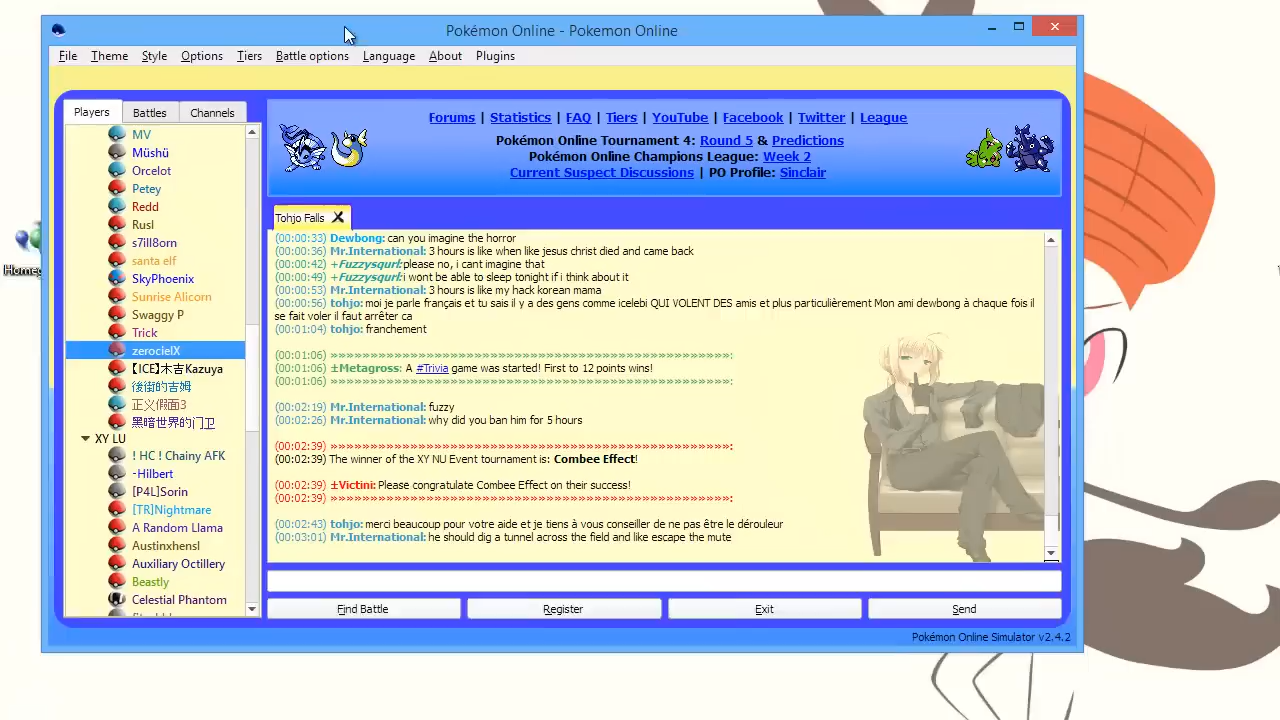 Pokémon Online - Pokemon Online
File Theme Style Options Tiers Battle options Language About Plugins
Players Battles Channels
MV
Müshü
Orcelot
Petey
Redd
Rusl
s7ill8orn
santa elf
SkyPhoenix
Sunrise Alicorn
Swaggy P
Trick
zerocielX
【ICE】木吉Kazuya
後街的吉姆
正义假面3
黑暗世界的门卫
XY LU
! HC ! Chainy AFK
-Hilbert
[P4L]Sorin
[TR]Nightmare
A Random Llama
Austinxhensl
Auxiliary Octillery
Beastly
Celestial Phantom
Forums | Statistics | FAQ | Tiers | YouTube | Facebook | Twitter | League
Pokémon Online Tournament 4: Round 5 & Predictions
Pokémon Online Champions League: Week 2
Current Suspect Discussions | PO Profile: Sinclair
Tohjo Falls
(00:00:33) Dewbong: can you imagine the horror
(00:00:36) Mr.International: 3 hours is like when like jesus christ died and came back
(00:00:42) +Fuzzysqurl: please no, i cant imagine that
(00:00:49) +Fuzzysqurl: i wont be able to sleep tonight if i think about it
(00:00:53) Mr.International: 3 hours is like my hack korean mama
(00:00:56) tohjo: moi je parle français et tu sais il y a des gens comme icelebi QUI VOLENT DES amis et plus particulièrement Mon ami dewbong à chaque fois il
se fait voler il faut arrêter ca
(00:01:04) tohjo: franchement
(00:01:06) »»»»»»»»»»»»»»»»»»»»»»»»»»»»»»»»»»»»»»»»»»»»»»»»»»»»»»»»»:
(00:01:06) ±Metagross: A #Trivia game was started! First to 12 points wins!
(00:01:06) »»»»»»»»»»»»»»»»»»»»»»»»»»»»»»»»»»»»»»»»»»»»»»»»»»»»»»»»»:
(00:02:19) Mr.International: fuzzy
(00:02:26) Mr.International: why did you ban him for 5 hours
(00:02:39) »»»»»»»»»»»»»»»»»»»»»»»»»»»»»»»»»»»»»»»»»»»»»»»»»»»»»»»»»:
(00:02:39) The winner of the XY NU Event tournament is: Combee Effect!
(00:02:39) ±Victini: Please congratulate Combee Effect on their success!
(00:02:39) »»»»»»»»»»»»»»»»»»»»»»»»»»»»»»»»»»»»»»»»»»»»»»»»»»»»»»»»»:
(00:02:43) tohjo: merci beaucoup pour votre aide et je tiens à vous conseiller de ne pas être le dérouleur
(00:03:01) Mr.International: he should dig a tunnel across the field and like escape the mute
Find Battle Register Exit Send
Pokémon Online Simulator v2.4.2